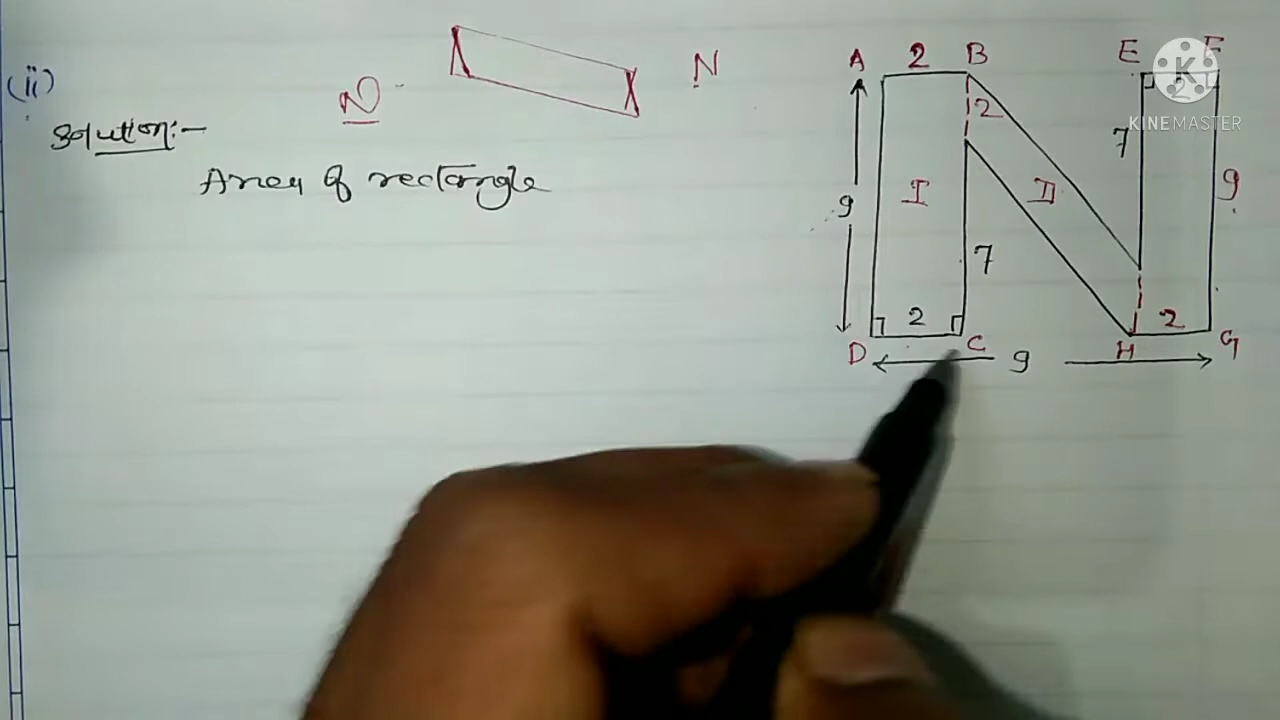 (ii)
Solution:-
Area of rectangle
N
N
A 2 B E F
2
K
KINEMASTER
7
9 I II 9
7
2 2
D C H G
9